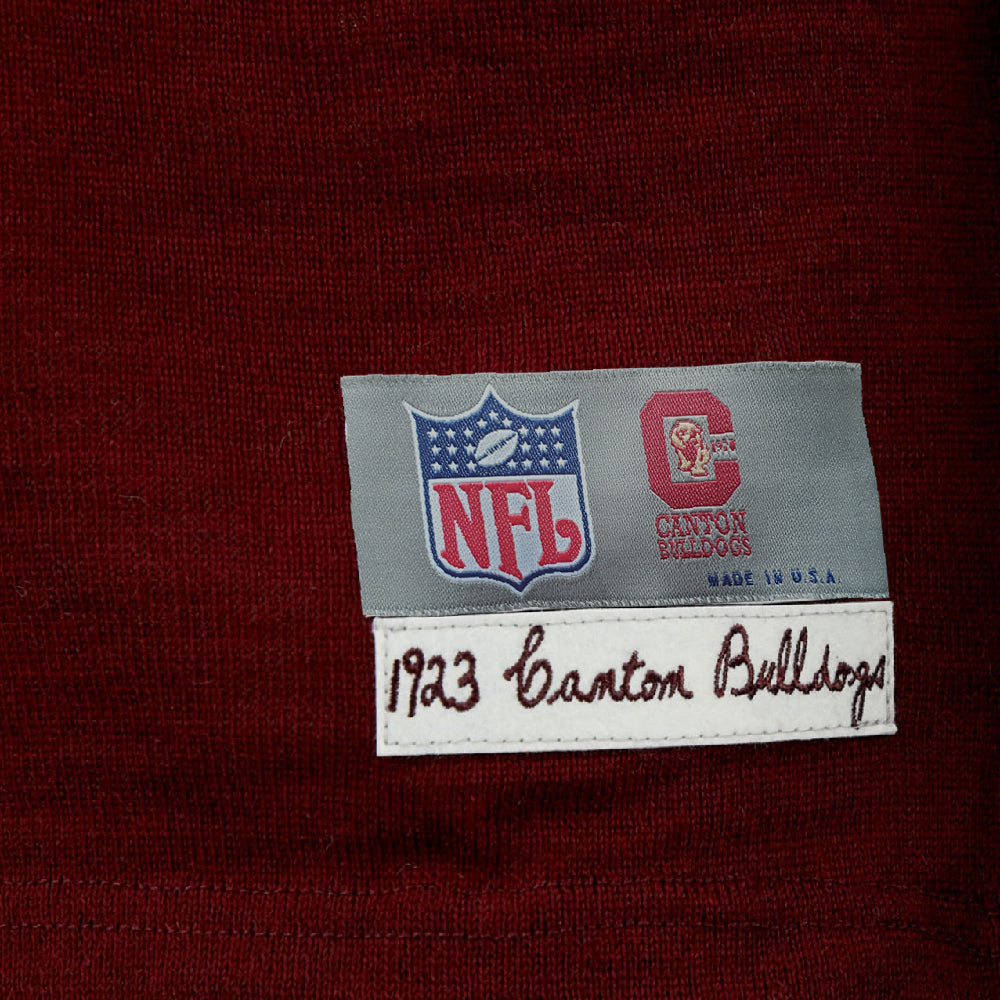 NFL
CANTON
BULLDOGS
MADE IN U.S.A.
1923 Canton Bulldogs